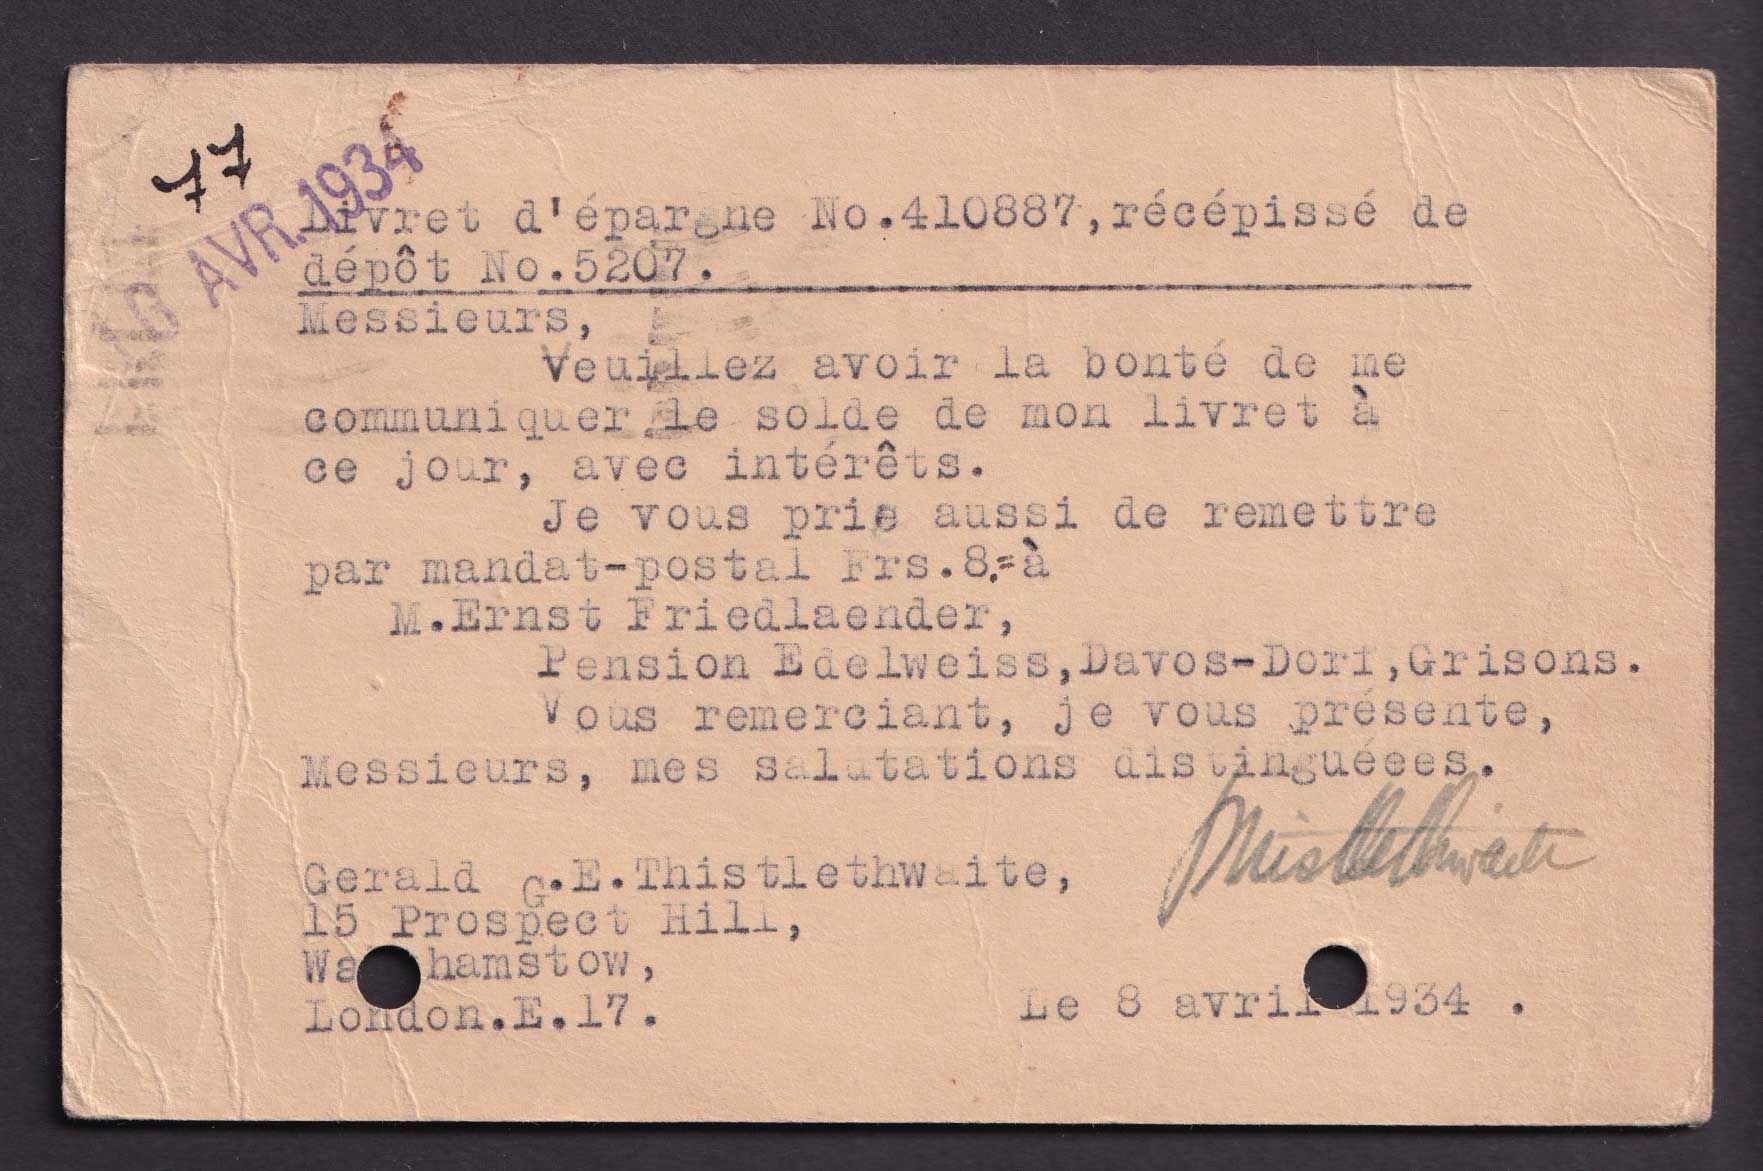 77
10 AVR. 1934
Livret d'épargne No.410887,récépissé de
dépôt No.5207.
Messieurs,
Veuillez avoir la bonté de me
communiquer le solde de mon livret à
ce jour, avec intérêts.
Je vous prie aussi de remettre
par mandat-postal Frs.8.= à
M.Ernst Friedlaender,
Pension Edelweiss,Davos-Dorf,Grisons.
Vous remerciant, je vous présente,
Messieurs, mes salutations distinguéees.
Thistlethwaite
Gerald G.E.Thistlethwaite,
15 Prospect Hill,
Wa hamstow,
London.E.17.
Le 8 avril 1934 .